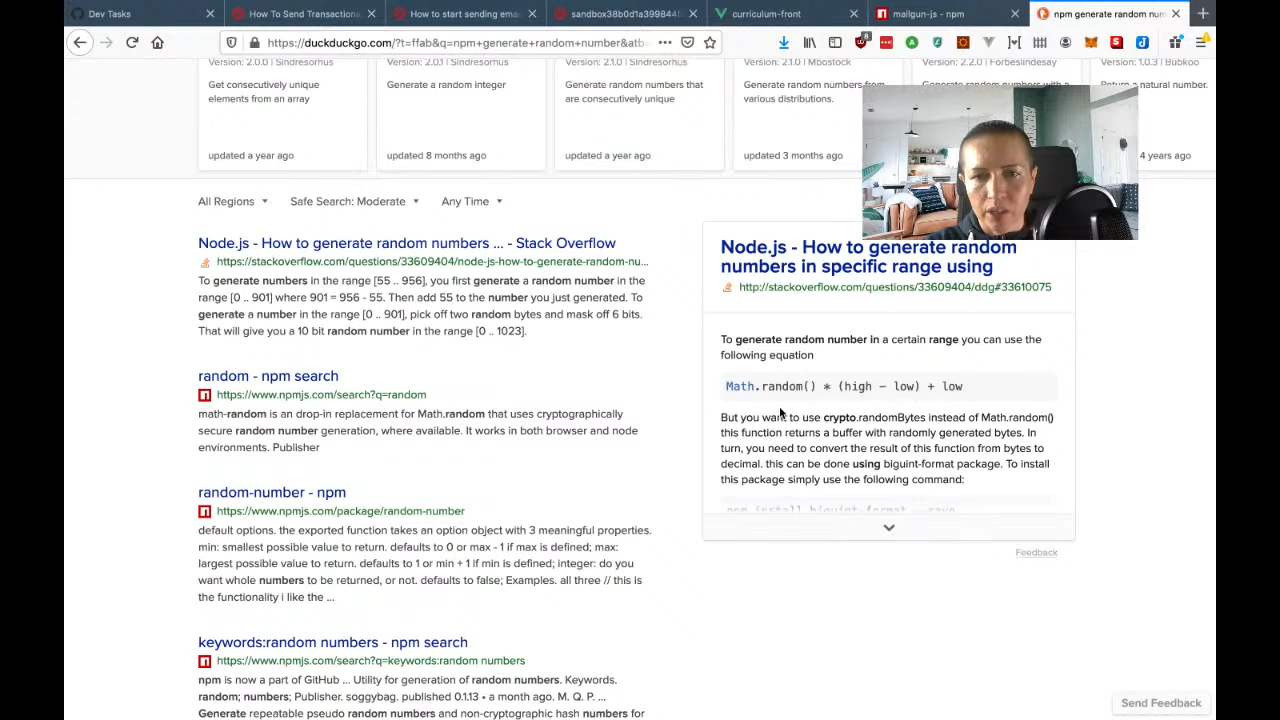 Dev Tasks
How To Send Transactiona
How to start sending emai
sandbox38b0d1a399844f
curriculum-front
mailgun-js - npm
npm generate random num
https://duckduckgo.com/?t=ffab&q=npm+generate+random+number&atb
8
Version: 2.0.0 | Sindresorhus
Version: 2.0.1 | Sindresorhus
Version: 2.1.0 | Sindresorhus
Version: 2.1.0 | Mbostock
Version: 2.2.0 | Forbeslindesay
Version: 1.0.3 | Bubkoo
Get consecutively unique
elements from an array
Generate a random integer
Generate random numbers that
are consecutively unique
Generate random numbers from
various distributions.
Generate random numbers with a
Return a natural number.
updated a year ago
updated 8 months ago
updated a year ago
updated 3 months ago
4 years ago
All Regions
Safe Search: Moderate
Any Time
Node.js - How to generate random numbers ... - Stack Overflow
https://stackoverflow.com/questions/33609404/node-js-how-to-generate-random-nu...
To generate numbers in the range [55 .. 956], you first generate a random number in the
range [0 .. 901] where 901 = 956 - 55. Then add 55 to the number you just generated. To
generate a number in the range [0 .. 901], pick off two random bytes and mask off 6 bits.
That will give you a 10 bit random number in the range [0 .. 1023].
random - npm search
https://www.npmjs.com/search?q=random
math-random is an drop-in replacement for Math.random that uses cryptographically
secure random number generation, where available. It works in both browser and node
environments. Publisher
random-number - npm
https://www.npmjs.com/package/random-number
default options. the exported function takes an option object with 3 meaningful properties.
min: smallest possible value to return. defaults to 0 or max - 1 if max is defined; max:
largest possible value to return. defaults to 1 or min + 1 if min is defined; integer: do you
want whole numbers to be returned, or not. defaults to false; Examples. all three // this is
the functionality i like the ...
keywords:random numbers - npm search
https://www.npmjs.com/search?q=keywords:random numbers
npm is now a part of GitHub ... Utility for generation of random numbers. Keywords.
random; numbers; Publisher. soggybag. published 0.1.13 • a month ago. M. Q. P. ...
Generate repeatable pseudo random numbers and non-cryptographic hash numbers for
Node.js - How to generate random
numbers in specific range using
http://stackoverflow.com/questions/33609404/ddg#33610075
To generate random number in a certain range you can use the
following equation
Math.random() * (high - low) + low
But you want to use crypto.randomBytes instead of Math.random()
this function returns a buffer with randomly generated bytes. In
turn, you need to convert the result of this function from bytes to
decimal. this can be done using biguint-format package. To install
this package simply use the following command:
npm install biguint-format --save
Feedback
Send Feedback